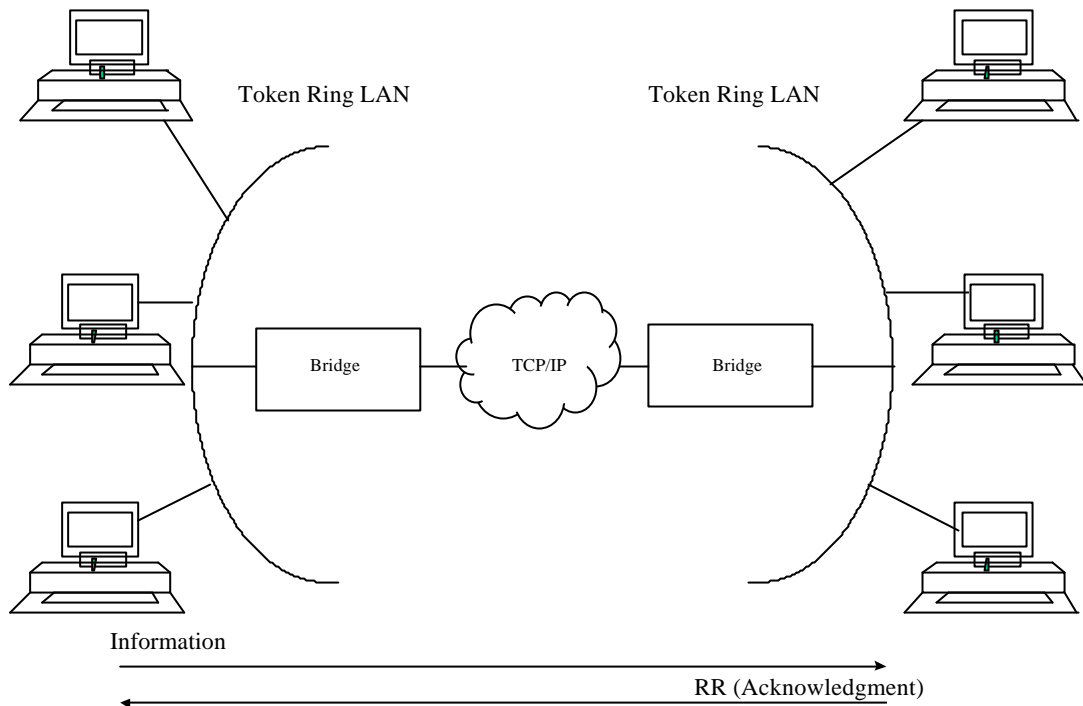 Token Ring LAN
Token Ring LAN
Bridge
TCP/IP
Bridge
Information
RR (Acknowledgment)